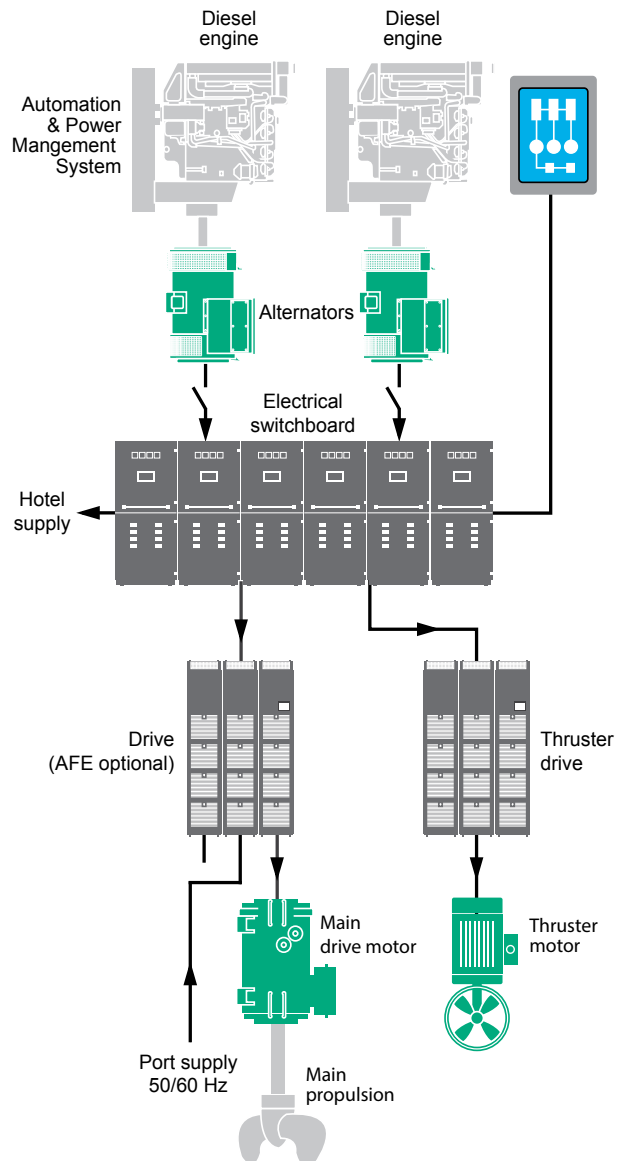 Diesel
engine
Diesel
engine
Automation
& Power
Mangement
System
Alternators
Electrical
switchboard
Hotel
supply
Drive
(AFE optional)
Thruster
drive
Main
drive motor
Thruster
motor
Port supply
50/60 Hz
Main
propulsion